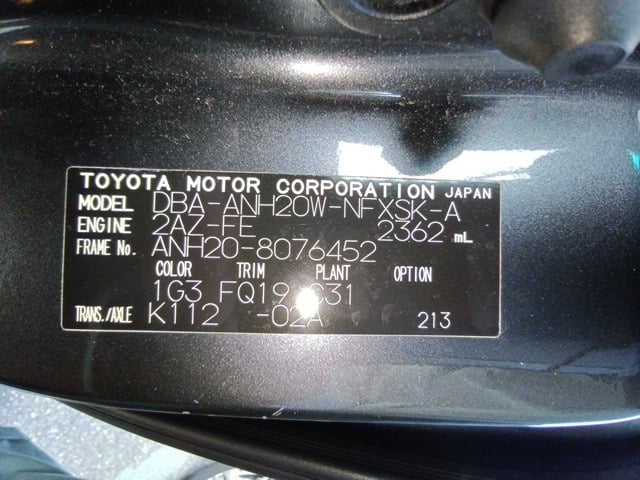 TOYOTA MOTOR CORPORATION JAPAN
MODEL DBA-ANH20W-NFXSK-A
ENGINE 2AZ-FE 2362 mL
FRAME No. ANH20-8076452
COLOR TRIM PLANT OPTION
1G3 FQ19 C31
TRANS./AXLE K112 -02A 213